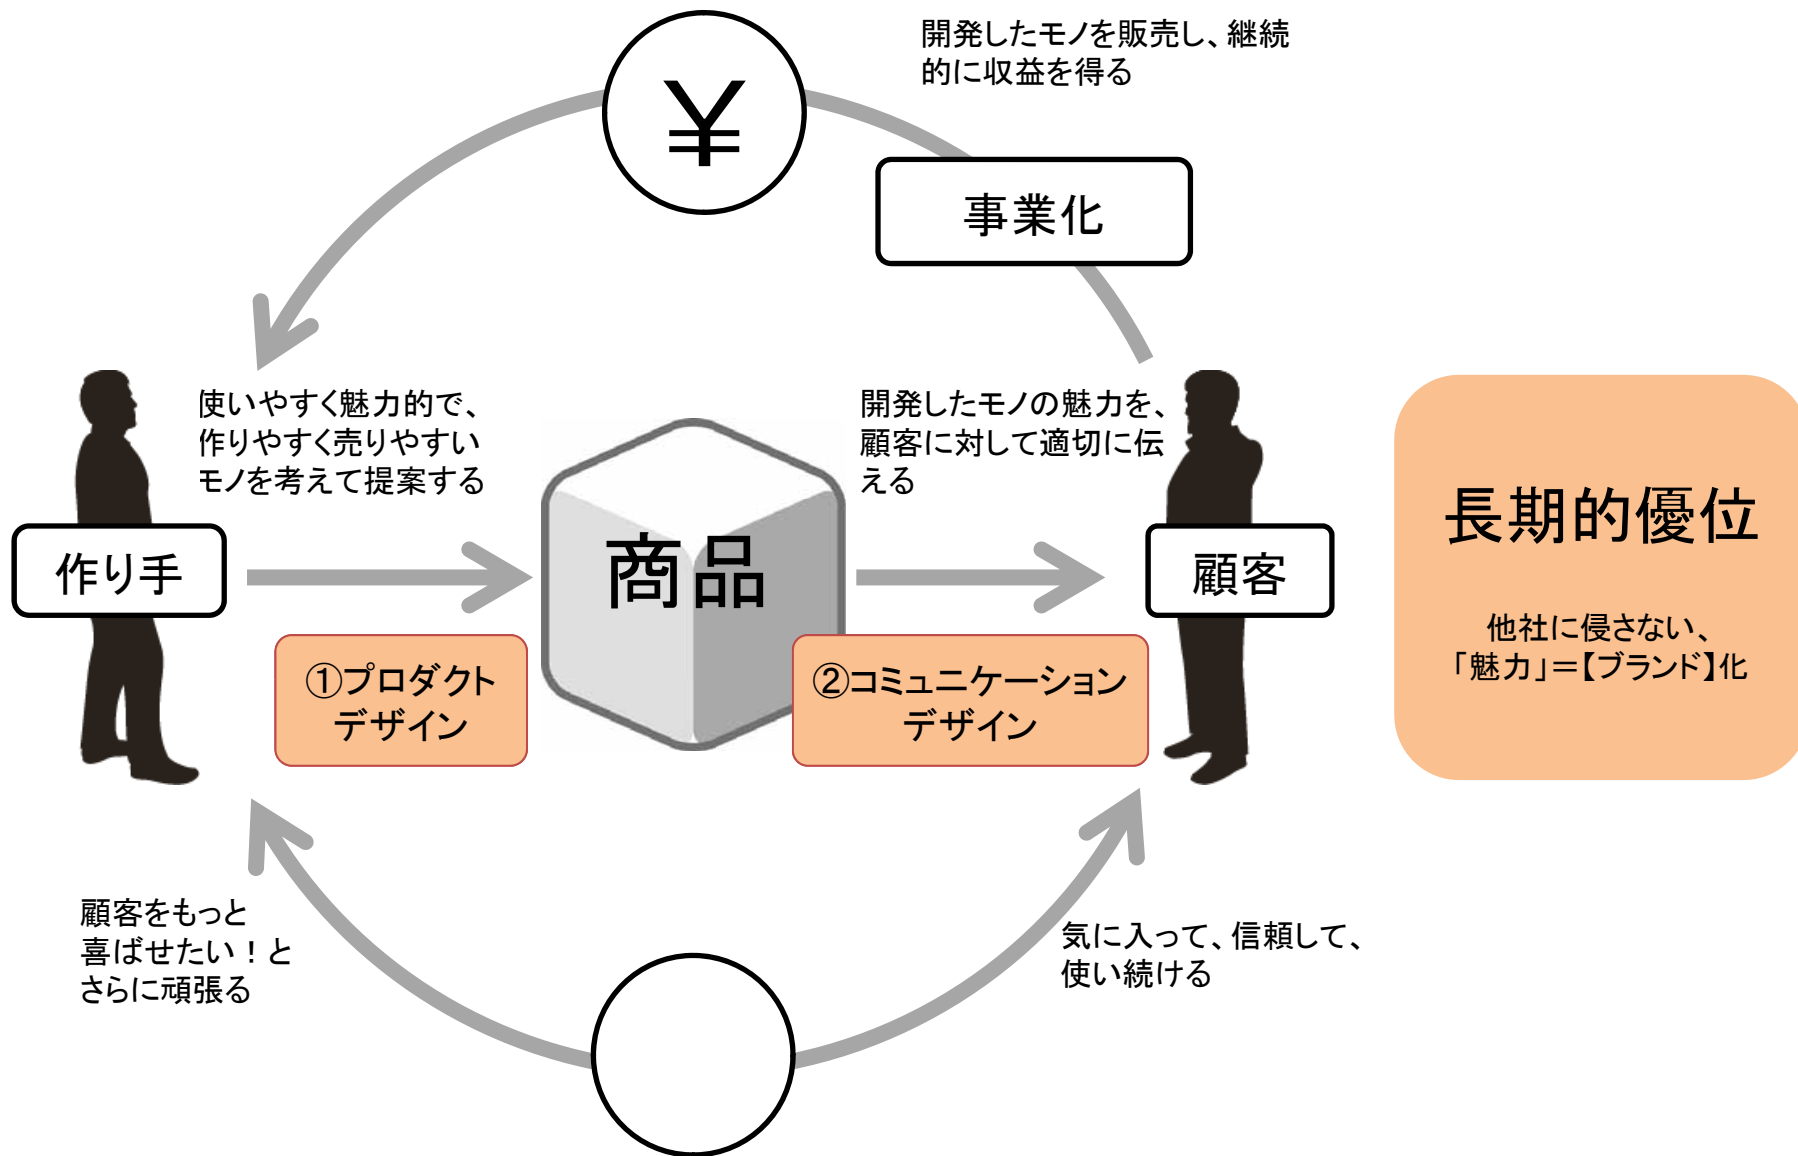 開発したモノを販売し、継続
的に収益を得る
¥
事業化
使いやすく魅力的で、
作りやすく売りやすい
モノを考えて提案する
開発したモノの魅力を、
顧客に対して適切に伝
える
作り手
商品
顧客
①プロダクト
デザイン
②コミュニケーション
デザイン
長期的優位
他社に侵さない、
「魅力」＝【ブランド】化
顧客をもっと
喜ばせたい！と
さらに頑張る
気に入って、信頼して、
使い続ける